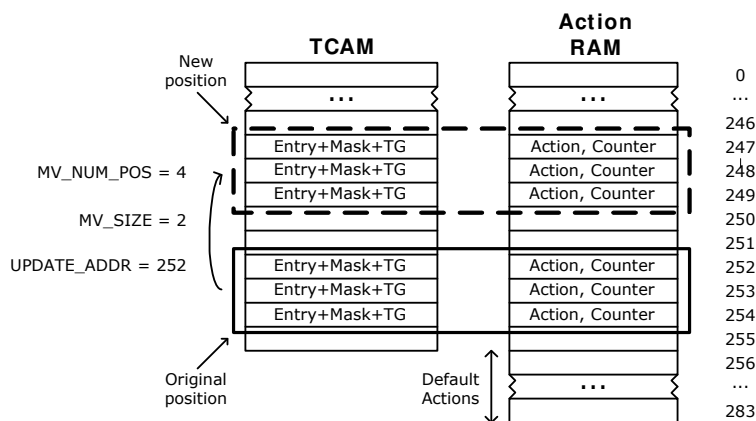 Action
TCAM RAM
New
position
0
... ... ...
246
Entry+Mask+TG Action, Counter 247
MV_NUM_POS = 4 Entry+Mask+TG Action, Counter 248
Entry+Mask+TG Action, Counter 249
MV_SIZE = 2 250
251
UPDATE_ADDR = 252 Entry+Mask+TG Action, Counter 252
Entry+Mask+TG Action, Counter 253
Entry+Mask+TG Action, Counter 254
255
256
Original
position
Default
Actions
... ...
283